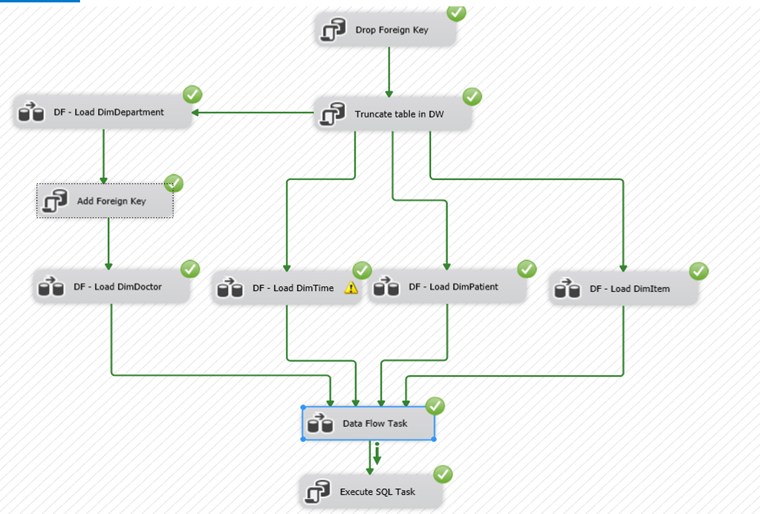 Drop Foreign Key
DF - Load DimDepartment
Truncate table in DW
Add Foreign Key
DF - Load DimDoctor
DF - Load DimTime
DF - Load DimPatient
DF - Load DimItem
Data Flow Task
Execute SQL Task